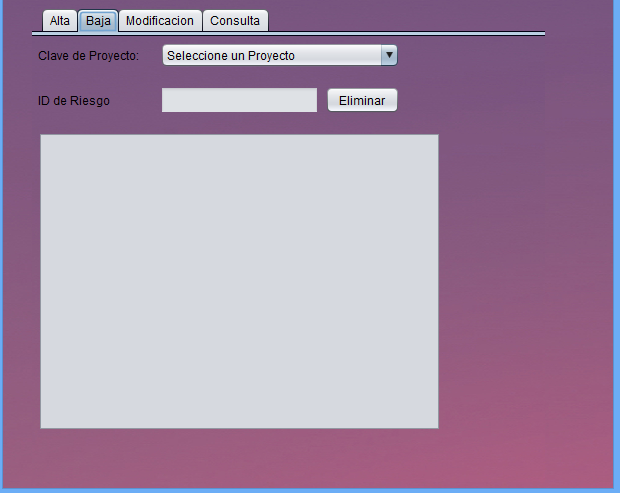 Alta Baja Modificacion Consulta
Clave de Proyecto: Seleccione un Proyecto
ID de Riesgo Eliminar